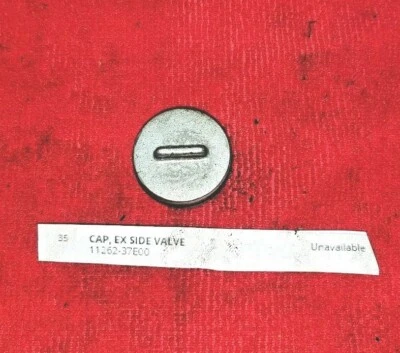 35 CAP, EX SIDE VALVE Unavailable
11262-37E00